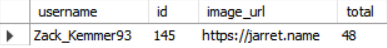 username id image_url total
Zack_Kemmer93 145 https://jarret.name 48